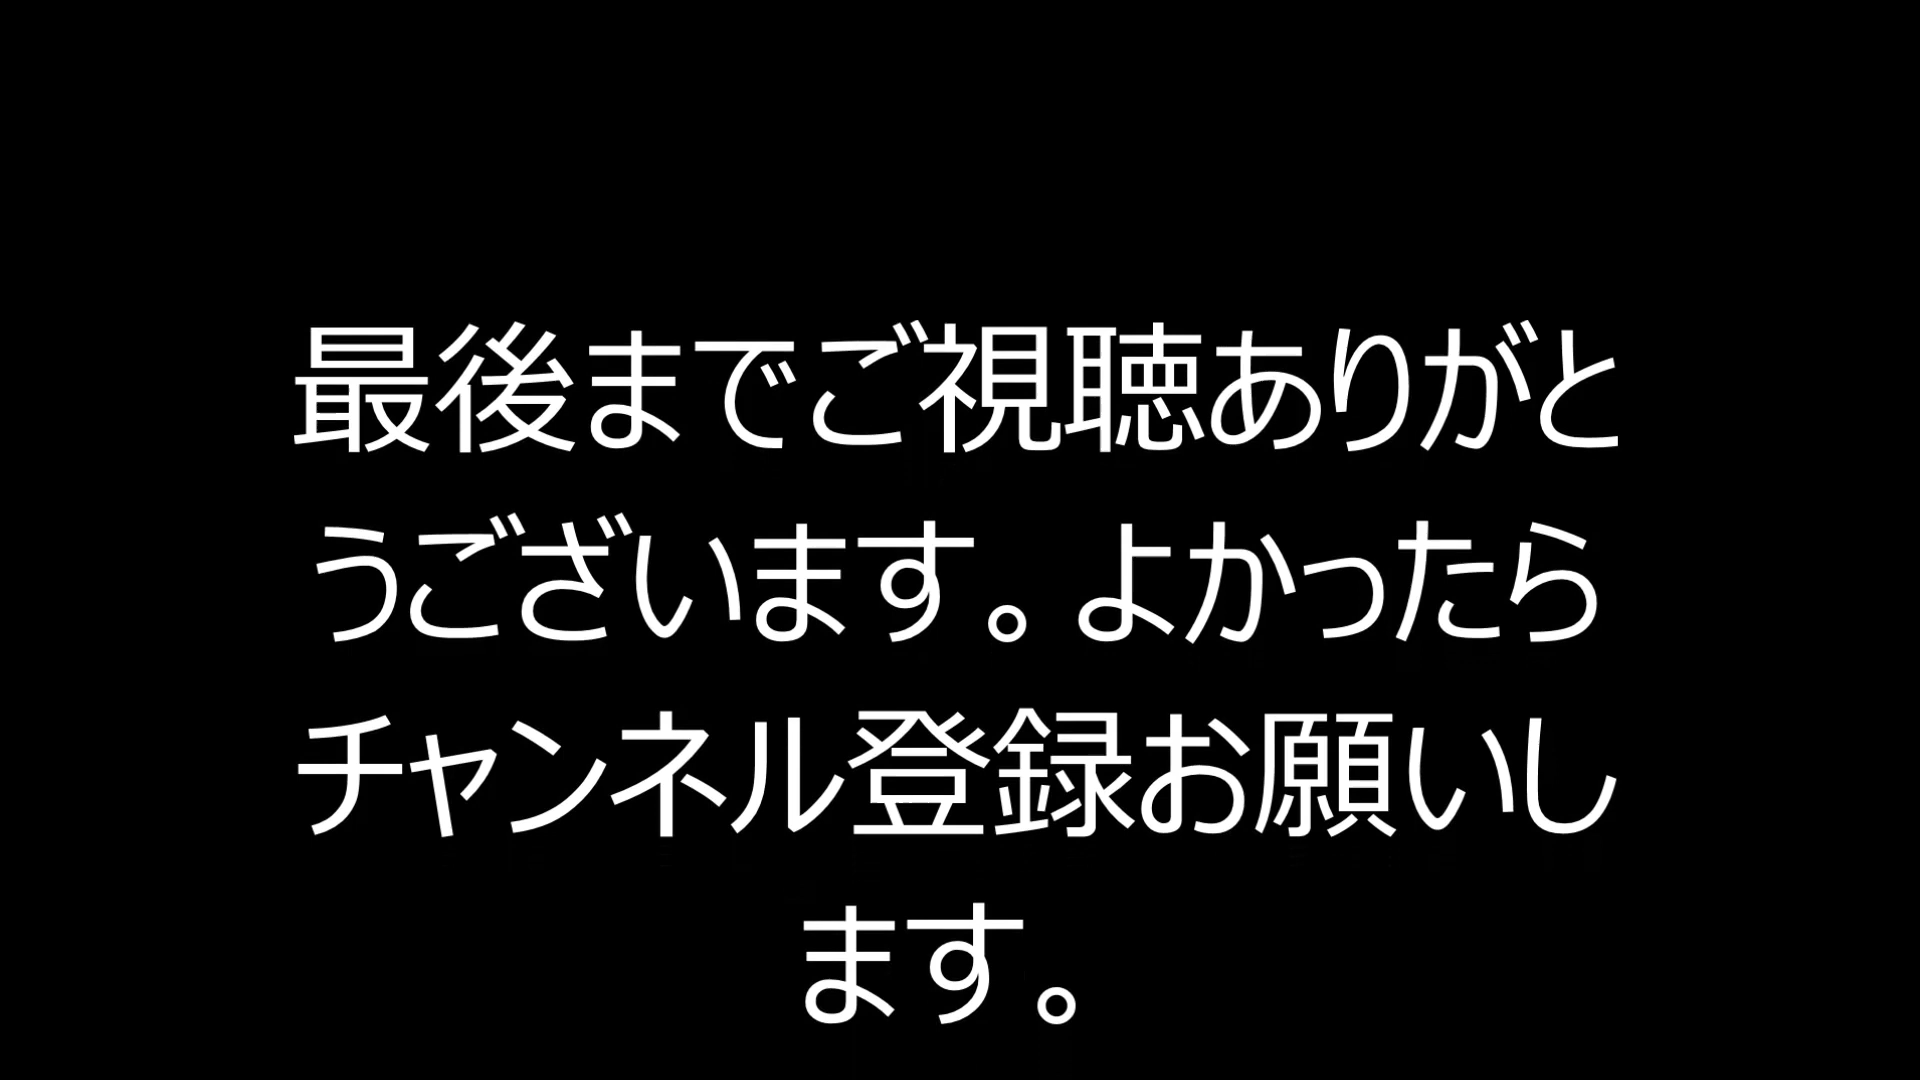 最後までご視聴ありがと
うございます。よかったら
チャンネル登録お願いし
ます。